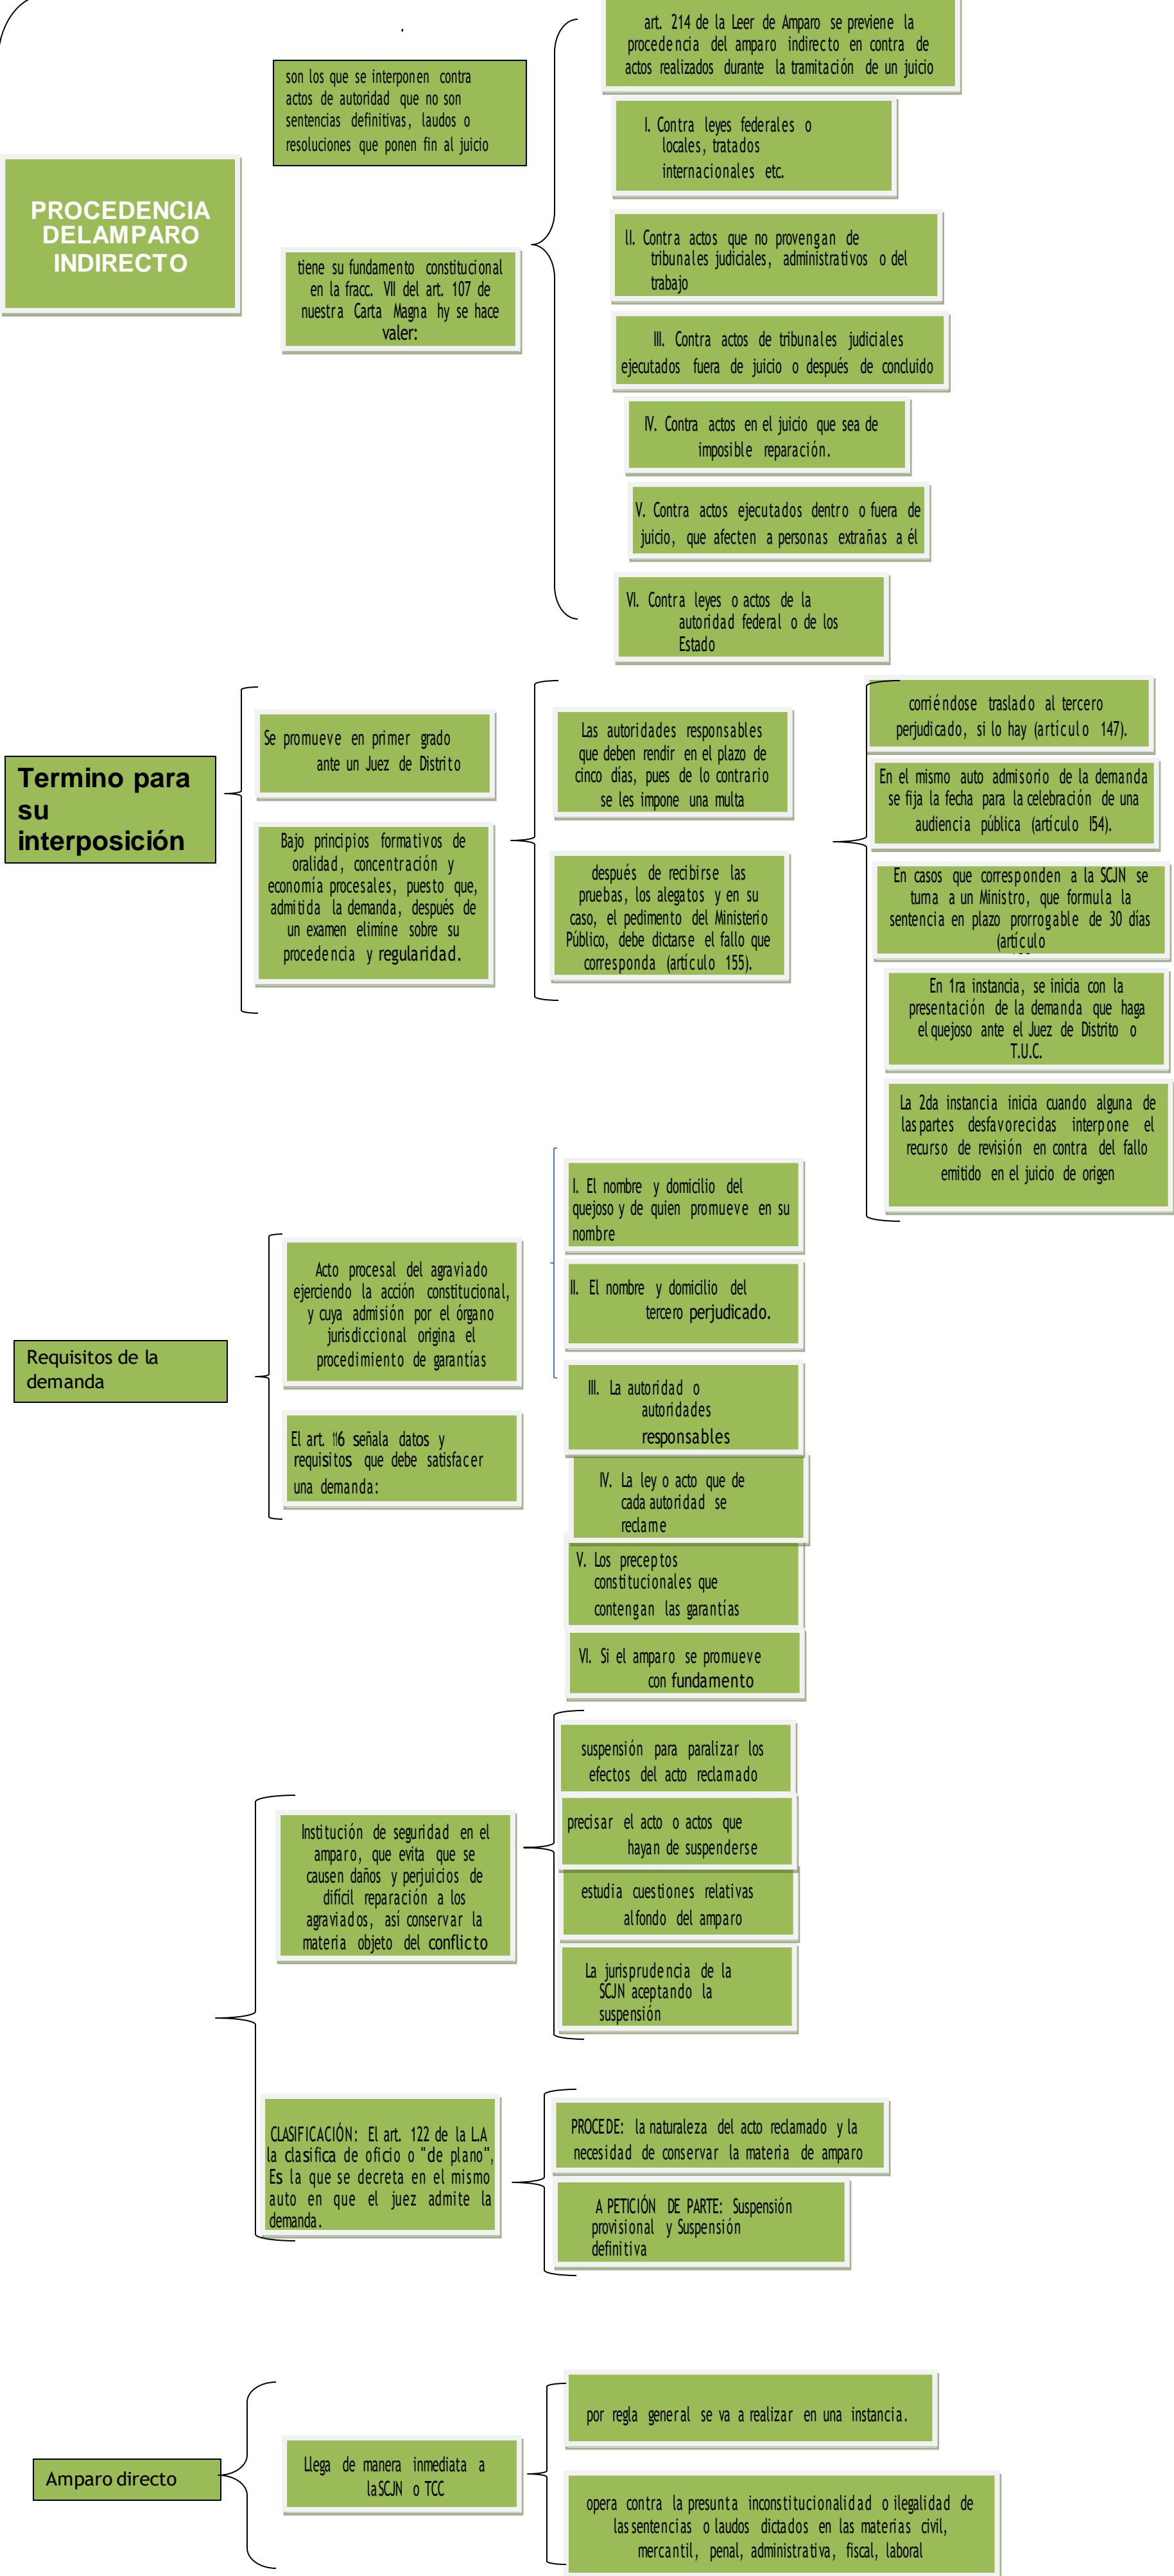 .
son los que se interponen contra
actos de autoridad que no son
sentencias definitivas, laudos o
resoluciones que ponen fin al juicio
PROCEDENCIA
DELAMPARO
INDIRECTO
tiene su fundamento constitucional
en la fracc. VII del art. 107 de
nuestra Carta Magna hy se hace
valer:
art. 214 de la Leer de Amparo se previene la
procedencia del amparo indirecto en contra de
actos realizados durante la tramitación de un juicio
I. Contra leyes federales o
locales, tratados
internacionales etc.
lI. Contra actos que no provengan de
tribunales judiciales, administrativos o del
trabajo
III. Contra actos de tribunales judiciales
ejecutados fuera de juicio o después de concluido
IV. Contra actos en el juicio que sea de
imposible reparación.
V. Contra actos ejecutados dentro o fuera de
juicio, que afecten a personas extrañas a él
VI. Contra leyes o actos de la
autoridad federal o de los
Estado
Termino para
su
interposición
Se promueve en primer grado
ante un Juez de Distrito
Bajo principios formativos de
oralidad, concentración y
economía procesales, puesto que,
admitida la demanda, después de
un examen elimine sobre su
procedencia y regularidad.
Las autoridades responsables
que deben rendir en el plazo de
cinco días, pues de lo contrario
se les impone una multa
después de recibirse las
pruebas, los alegatos y en su
caso, el pedimento del Ministerio
Público, debe dictarse el fallo que
corresponda (artículo 155).
corriéndose traslado al tercero
perjudicado, si lo hay (artículo 147).
En el mismo auto admisorio de la demanda
se fija la fecha para la celebración de una
audiencia pública (artículo l54).
En casos que corresponden a la SCJN se
turna a un Ministro, que formula la
sentencia en plazo prorrogable de 30 días
(artículo
En 1ra instancia, se inicia con la
presentación de la demanda que haga
el quejoso ante el Juez de Distrito o
T.U.C.
La 2da instancia inicia cuando alguna de
las partes desfavorecidas interpone el
recurso de revisión en contra del fallo
emitido en el juicio de origen
Requisitos de la
demanda
Acto procesal del agraviado
ejerciendo la acción constitucional,
y cuya admisión por el órgano
jurisdiccional origina el
procedimiento de garantías
El art. 116 señala datos y
requisitos que debe satisfacer
una demanda:
I. El nombre y domicilio del
quejoso y de quien promueve en su
nombre
II. El nombre y domicilio del
tercero perjudicado.
III. La autoridad o
autoridades
responsables
IV. La ley o acto que de
cada autoridad se
reclame
V. Los preceptos
constitucionales que
contengan las garantías
VI. Si el amparo se promueve
con fundamento
Institución de seguridad en el
amparo, que evita que se
causen daños y perjuicios de
difícil reparación a los
agraviados, así conservar la
materia objeto del conflicto
suspensión para paralizar los
efectos del acto reclamado
precisar el acto o actos que
hayan de suspenderse
estudia cuestiones relativas
al fondo del amparo
La jurisprudencia de la
SCJN aceptando la
suspensión
CLASIFICACIÓN: El art. 122 de la L.A
la clasifica de oficio o "de plano",
Es la que se decreta en el mismo
auto en que el juez admite la
demanda.
PROCEDE: la naturaleza del acto reclamado y la
necesidad de conservar la materia de amparo
A PETICIÓN DE PARTE: Suspensión
provisional y Suspensión
definitiva
Amparo directo
Llega de manera inmediata a
la SCJN o TCC
por regla general se va a realizar en una instancia.
opera contra la presunta inconstitucionalidad o ilegalidad de
las sentencias o laudos dictados en las materias civil,
mercantil, penal, administrativa, fiscal, laboral